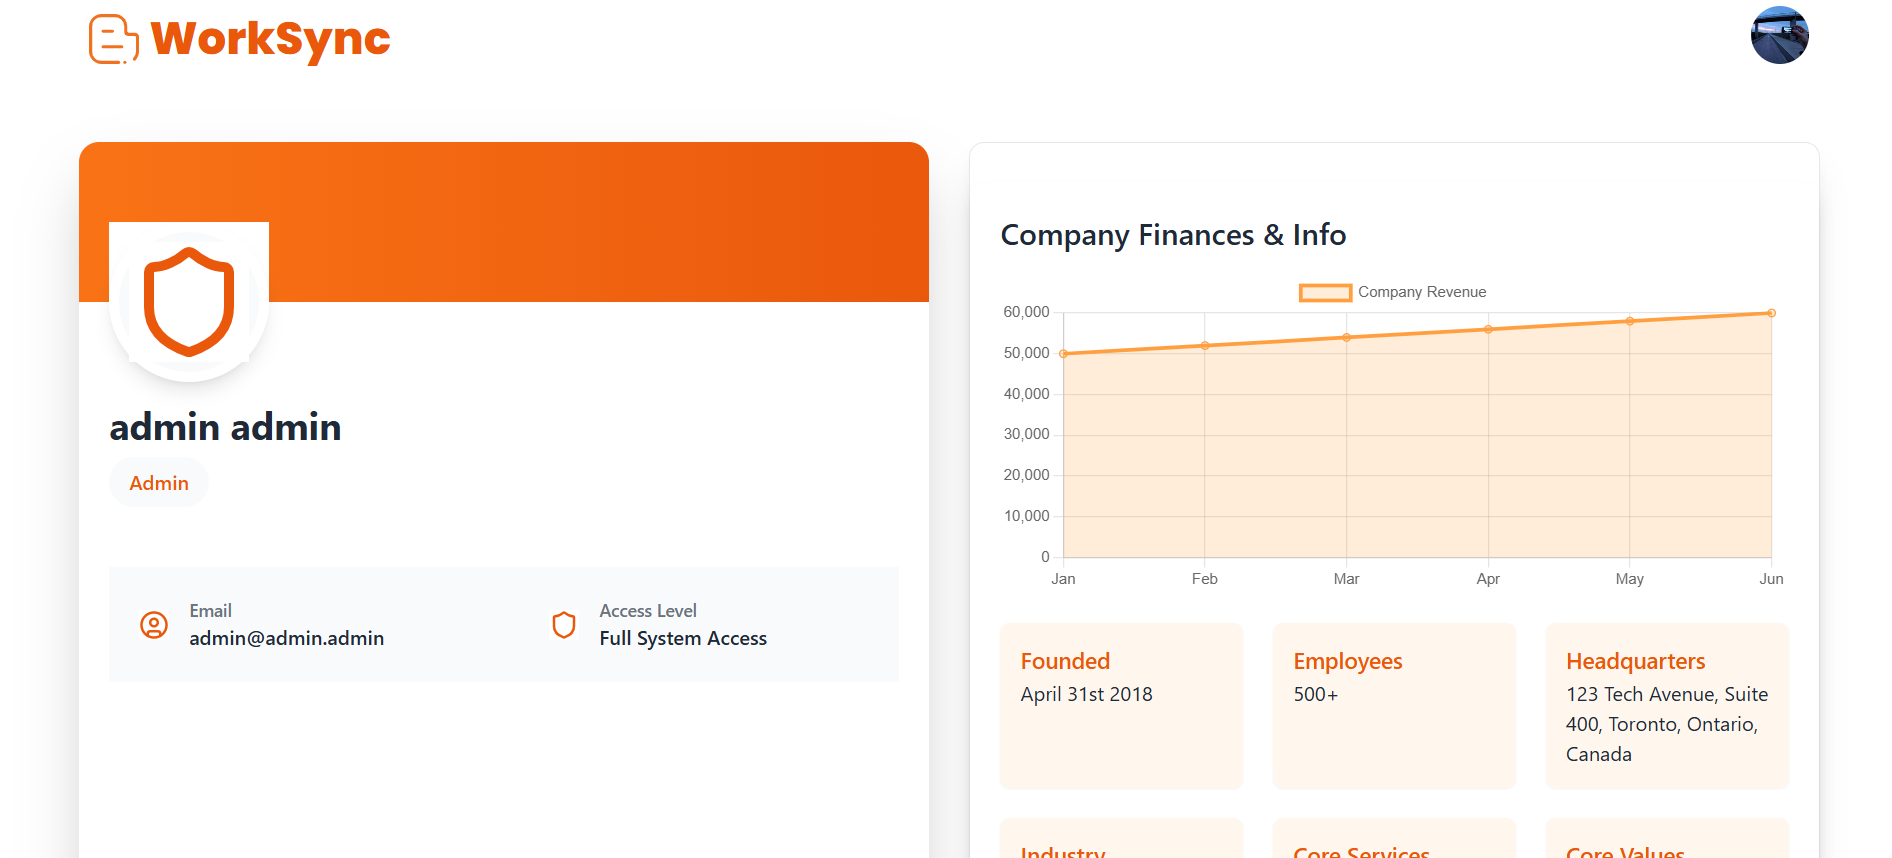 WorkSync
admin admin
Admin
Email
admin@admin.admin
Access Level
Full System Access
Company Finances & Info
Company Revenue
60,000
50,000
40,000
30,000
20,000
10,000
0
Jan Feb Mar Apr May Jun
Founded
April 31st 2018
Employees
500+
Headquarters
123 Tech Avenue, Suite
400, Toronto, Ontario,
Canada
Industry
Core Services
Core Values